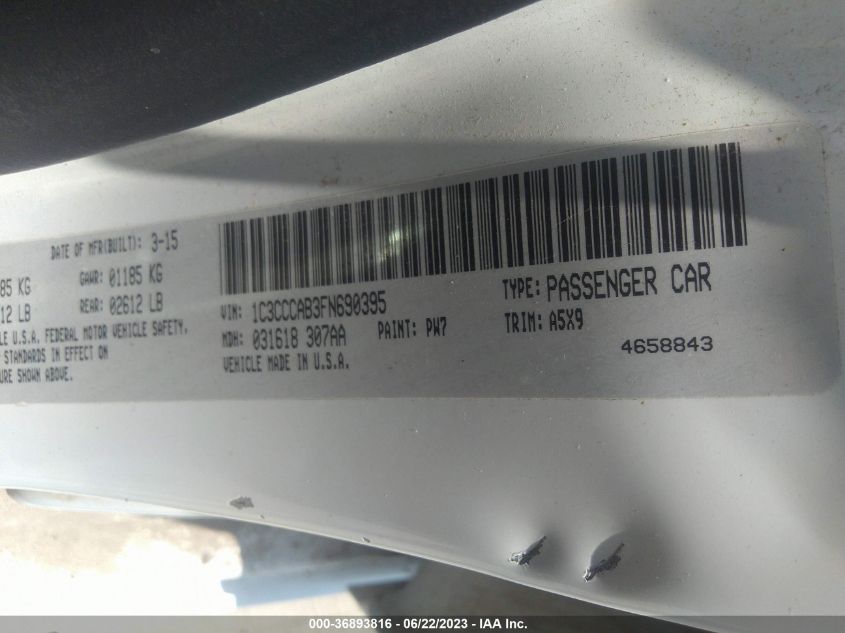 DATE OF MFR(BUILT): 3-15
85 KG GAWR: 01185 KG
12 LB REAR: 02612 LB
LE U.S.A. FEDERAL MOTOR VEHICLE SAFETY,
STANDARDS IN EFFECT ON
URE SHOWN ABOVE.
VIN: 1C3CCCAB3FN690395 TYPE: PASSENGER CAR
MDH: 031618 307AA PAINT: PW7 TRIM: A5X9
VEHICLE MADE IN U.S.A. 4658843
000-36893816 - 06/22/2023 - IAA Inc.